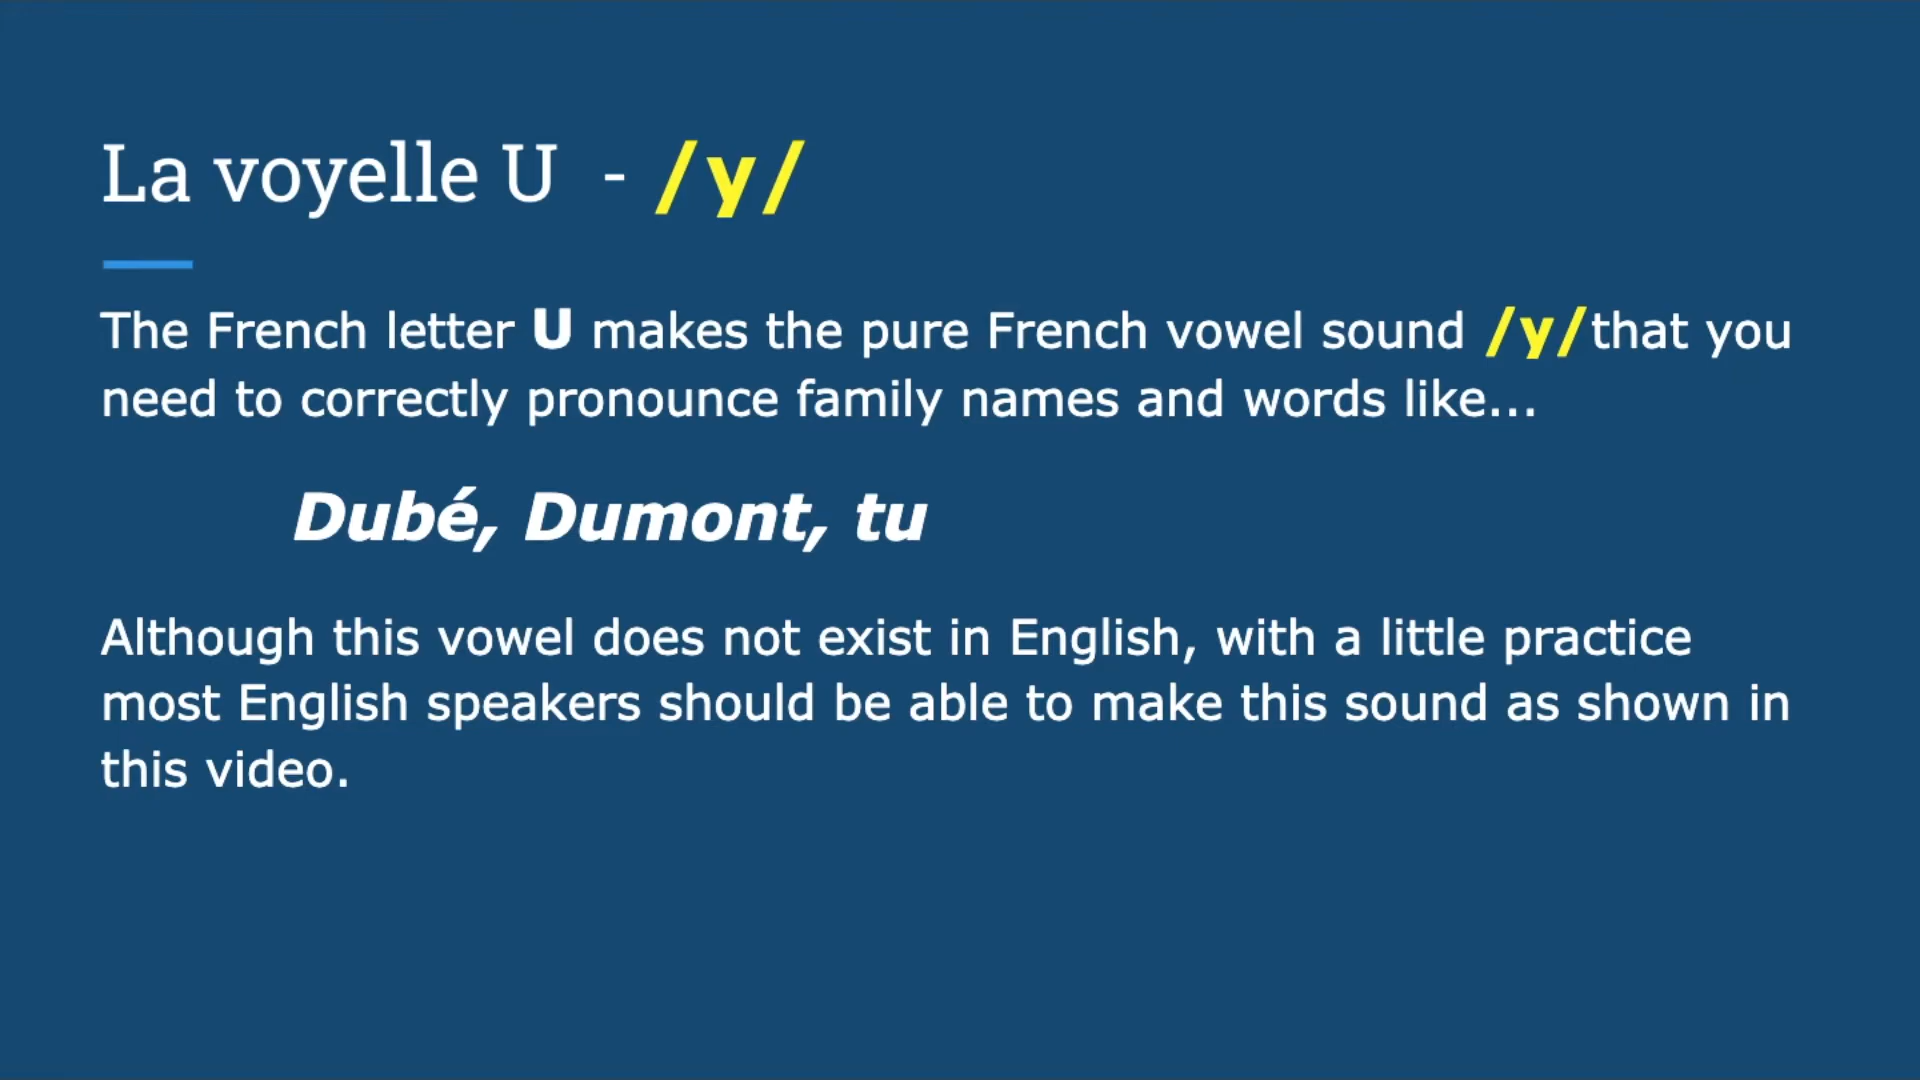 La voyelle U - /y/
The French letter U makes the pure French vowel sound /y/that you
need to correctly pronounce family names and words like...
Dubé, Dumont, tu
Although this vowel does not exist in English, with a little practice
most English speakers should be able to make this sound as shown in
this video.